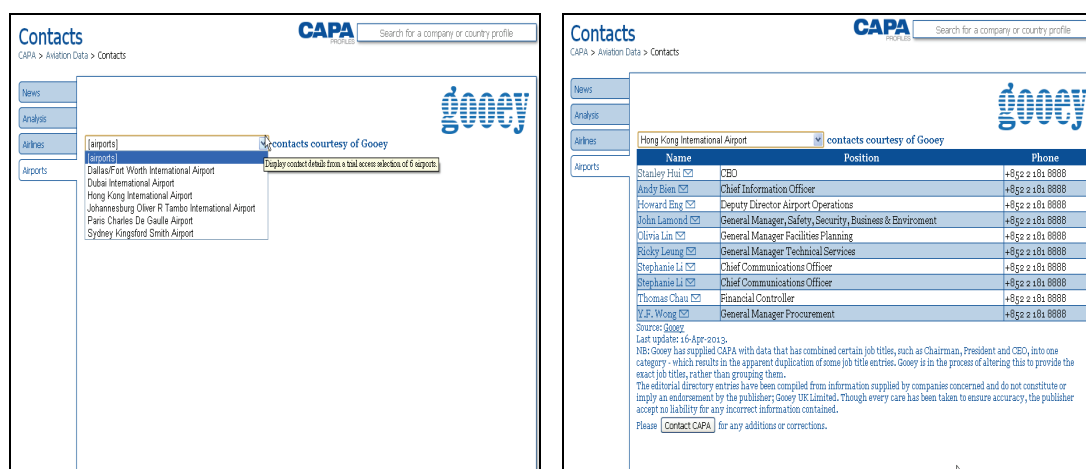 Contacts
CAPA
PROFILES
Search for a company or country profile
CAPA > Aviation Data > Contacts
News
Analysis
Airlines
Airports
gooey
[airports]
contacts courtesy of Gooey
[airports]
Dallas/Fort Worth International Airport
Dubai International Airport
Hong Kong International Airport
Johannesburg Oliver R Tambo International Airport
Paris Charles De Gaulle Airport
Sydney Kingsford Smith Airport
Display contact details from a trial access selection of 6 airports.
Contacts
CAPA
PROFILES
Search for a company or country profile
CAPA > Aviation Data > Contacts
News
Analysis
Airlines
Airports
gooey
Hong Kong International Airport
contacts courtesy of Gooey
Name Position Phone
Stanley Hui CEO +852 2 181 8888
Andy Bien Chief Information Officer +852 2 181 8888
Howard Eng Deputy Director Airport Operations +852 2 181 8888
John Lamond General Manager, Safety, Security, Business & Enviroment +852 2 181 8888
Olivia Lin General Manager Facilities Planning +852 2 181 8888
Ricky Leung General Manager Technical Services +852 2 181 8888
Stephanie Li Chief Communications Officer +852 2 181 8888
Stephanie Li Chief Communications Officer +852 2 181 8888
Thomas Chau Financial Controller +852 2 181 8888
Y.F. Wong General Manager Procurement +852 2 181 8888
Source: Gooey
Last update: 16-Apr-2013.
NB: Gooey has supplied CAPA with data that has combined certain job titles, such as Chairman, President and CEO, into one
category - which results in the apparent duplication of some job title entries. Gooey is in the process of altering this to provide the
exact job titles, rather than grouping them.
The editorial directory entries have been compiled from information supplied by companies concerned and do not constitute or
imply an endorsement by the publisher; Gooey UK Limited. Though every care has been taken to ensure accuracy, the publisher
accept no liability for any incorrect information contained.
Please Contact CAPA for any additions or corrections.